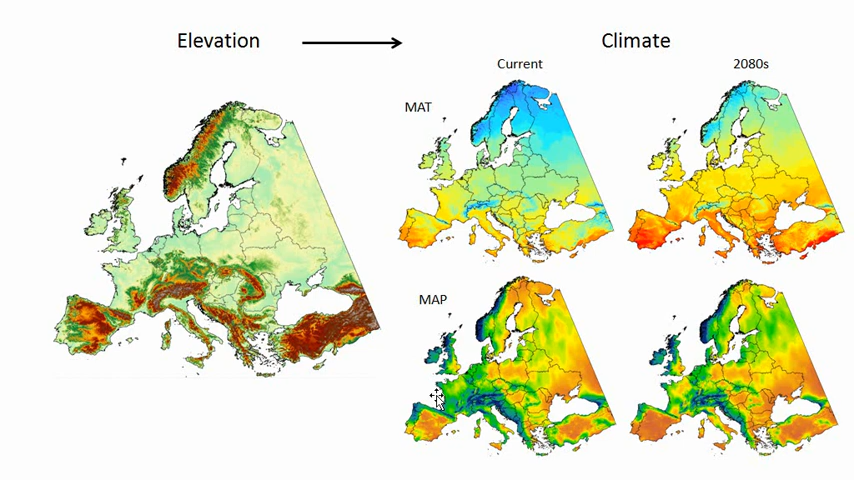 Elevation
Climate
Current
2080s
MAT
MAP